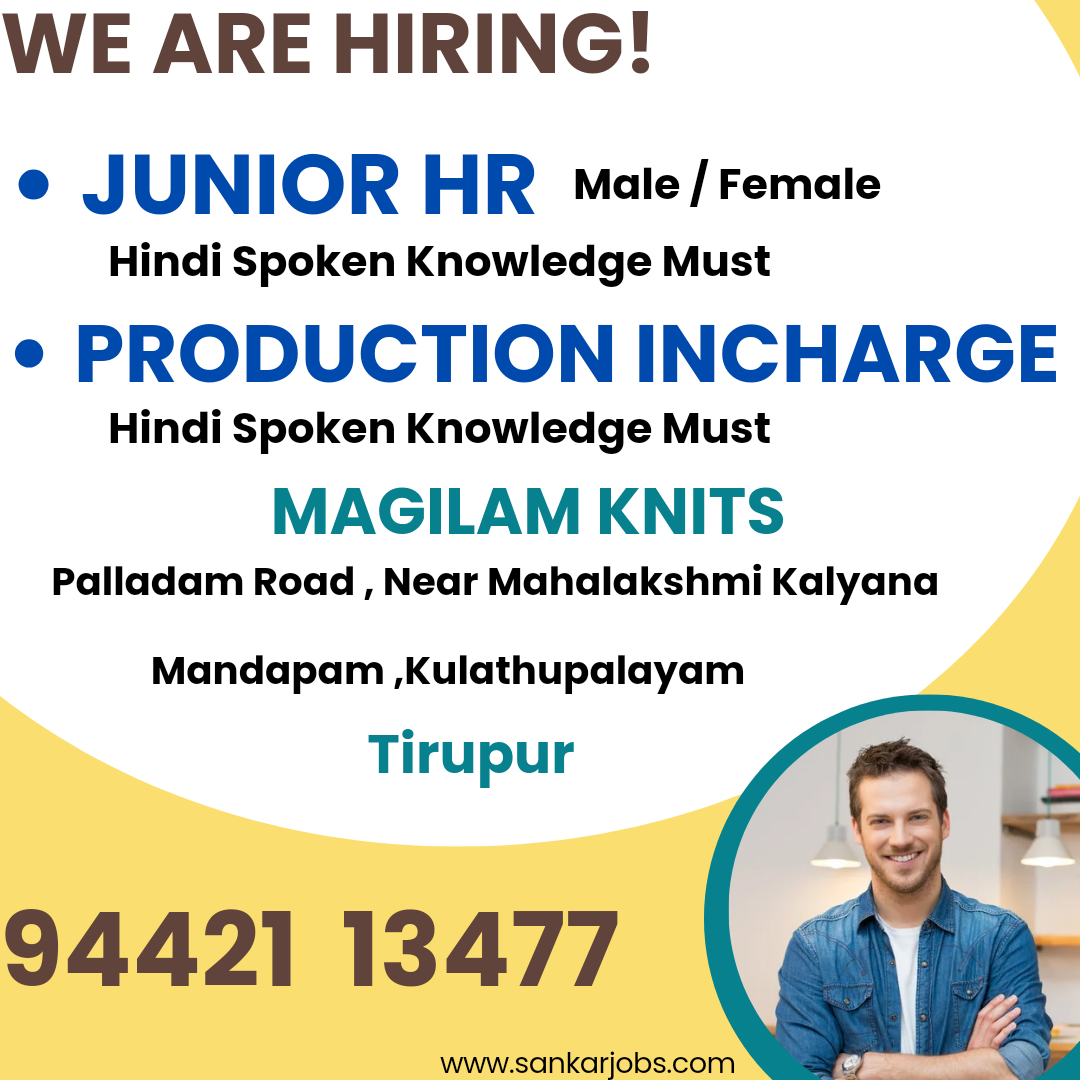 WE ARE HIRING!
• JUNIOR HR Male / Female
Hindi Spoken Knowledge Must
• PRODUCTION INCHARGE
Hindi Spoken Knowledge Must
MAGILAM KNITS
Palladam Road , Near Mahalakshmi Kalyana
Mandapam ,Kulathupalayam
Tirupur
94421 13477
www.sankarjobs.com